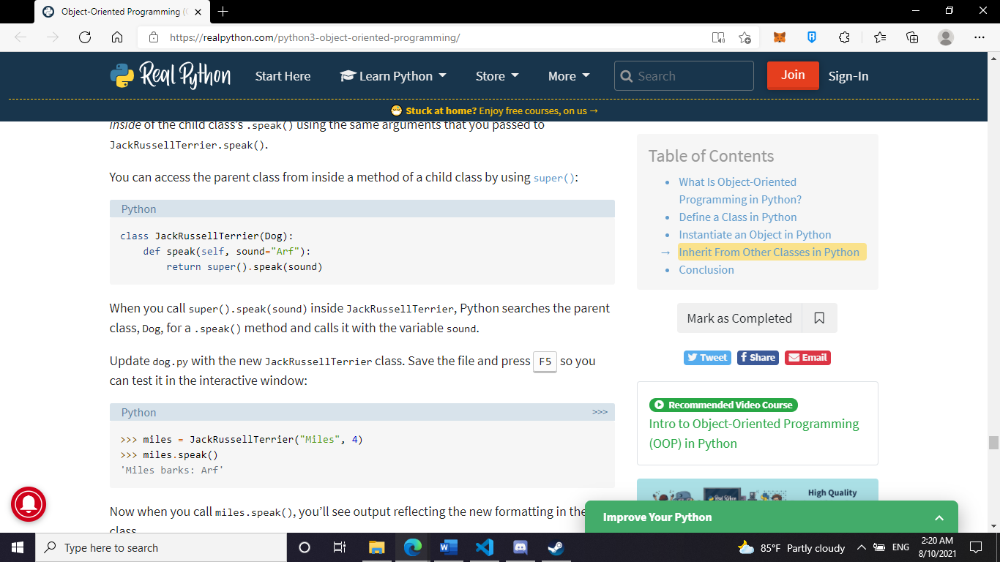 Object-Oriented Programming (
https://realpython.com/python3-object-oriented-programming/
Real Python
Start Here
Learn Python
Store
More
Search
Join
Sign-In
Stuck at home? Enjoy free courses, on us →
inside of the child class's .speak() using the same arguments that you passed to
JackRussellTerrier.speak().
You can access the parent class from inside a method of a child class by using super():
Python
class JackRussellTerrier(Dog):
    def speak(self, sound="Arf"):
        return super().speak(sound)
When you call super().speak(sound) inside JackRussellTerrier, Python searches the parent
class, Dog, for a .speak() method and calls it with the variable sound.
Update dog.py with the new JackRussellTerrier class. Save the file and press F5 so you
can test it in the interactive window:
Python >>>
>>> miles = JackRussellTerrier("Miles", 4)
>>> miles.speak()
'Miles barks: Arf'
Now when you call miles.speak(), you'll see output reflecting the new formatting in the
class
Table of Contents
• What Is Object-Oriented
Programming in Python?
• Define a Class in Python
• Instantiate an Object in Python
→ Inherit From Other Classes in Python
• Conclusion
Mark as Completed
Tweet
Share
Email
Recommended Video Course
Intro to Object-Oriented Programming
(OOP) in Python
Real Python
High Quality
Improve Your Python
Type here to search
85°F Partly cloudy
ENG
2:20 AM
8/10/2021